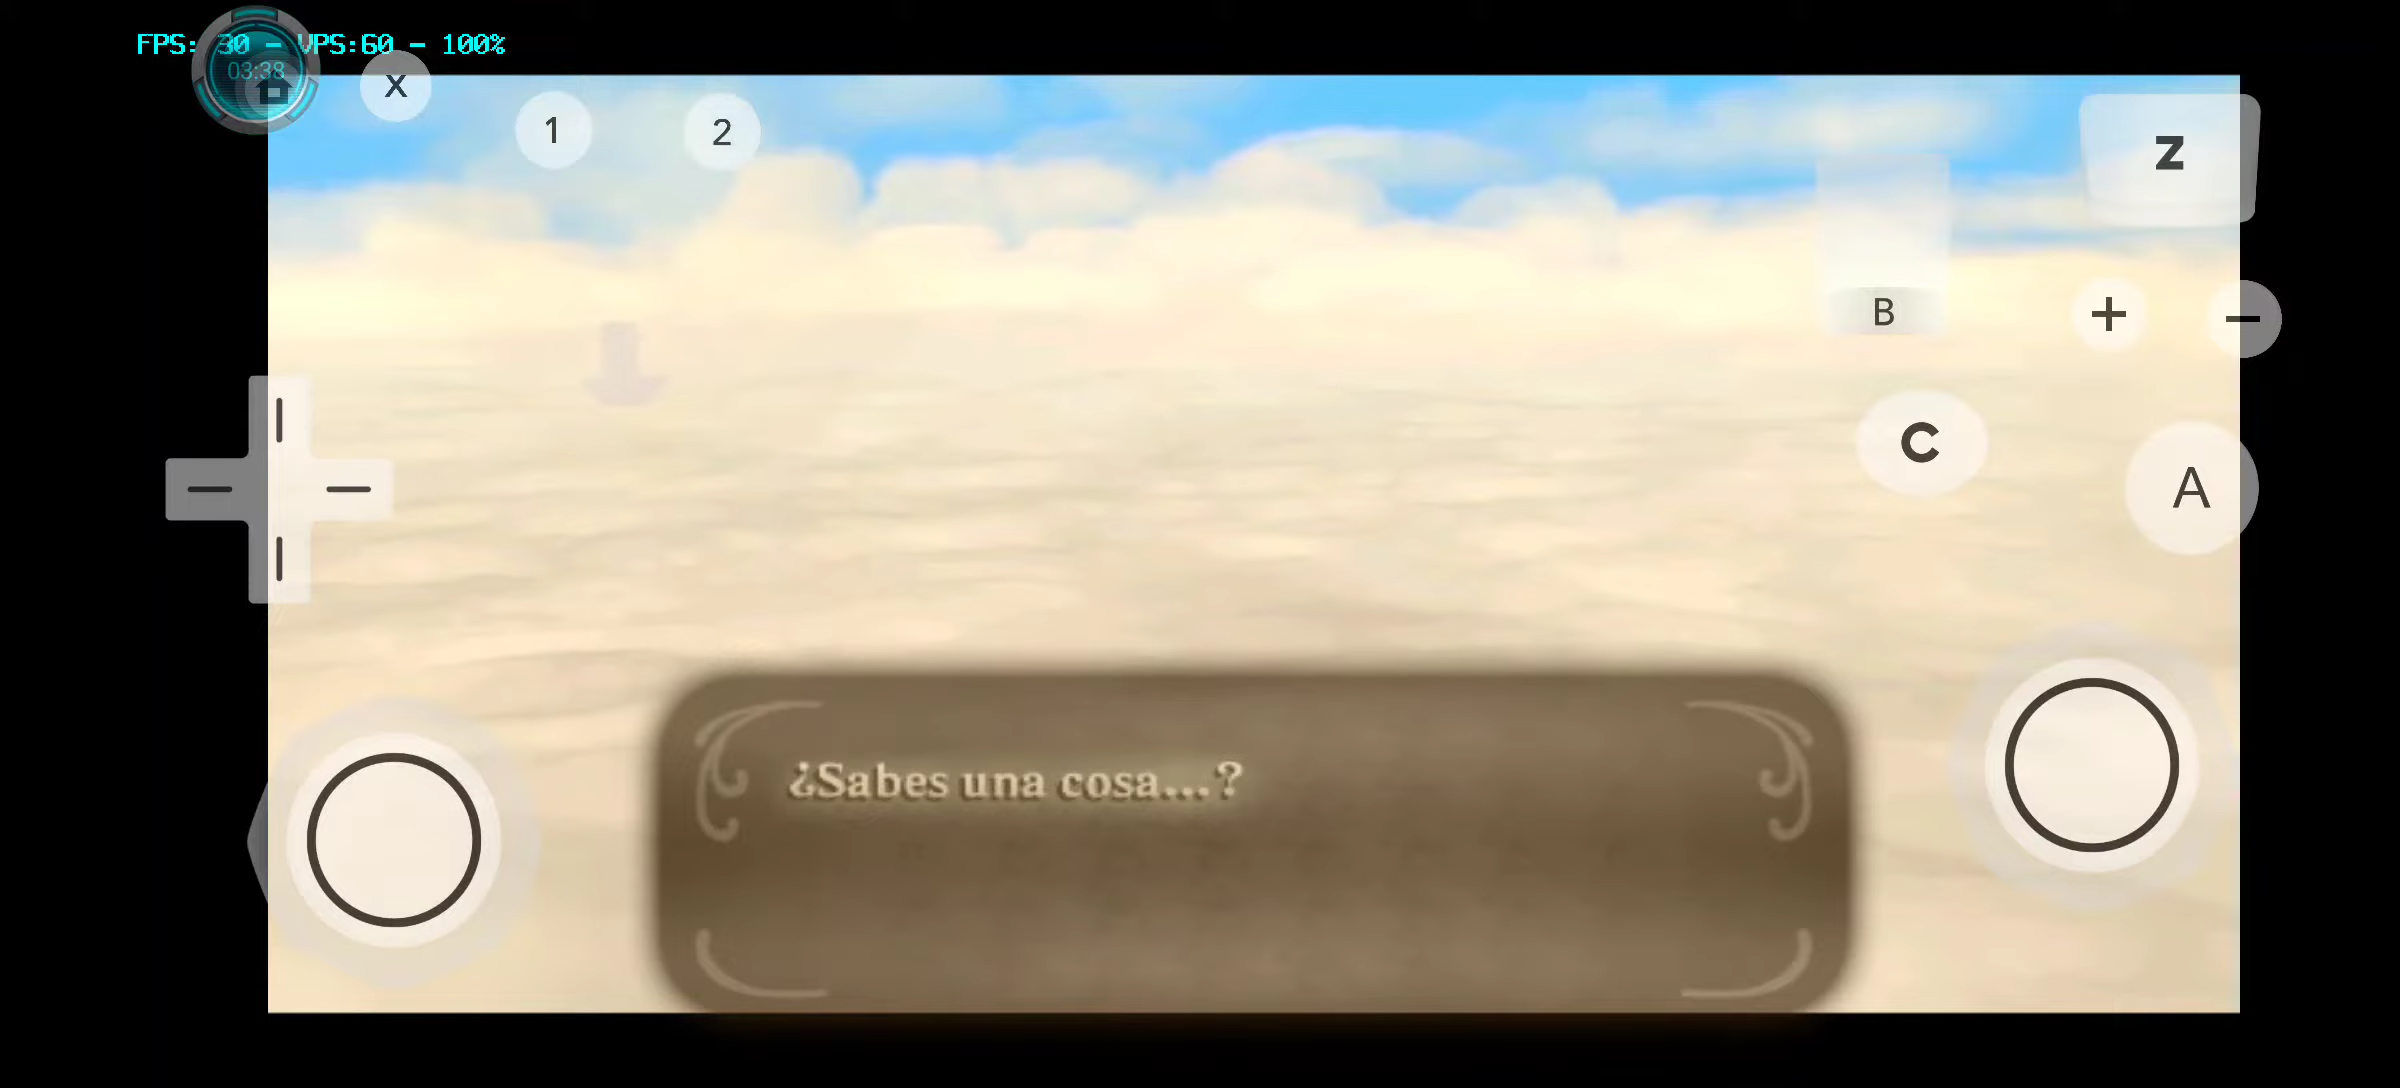 FPS: 30 - VPS:60 - 100%
03:38
X
1
2
Z
B
+
-
C
A
¿Sabes una cosa...?